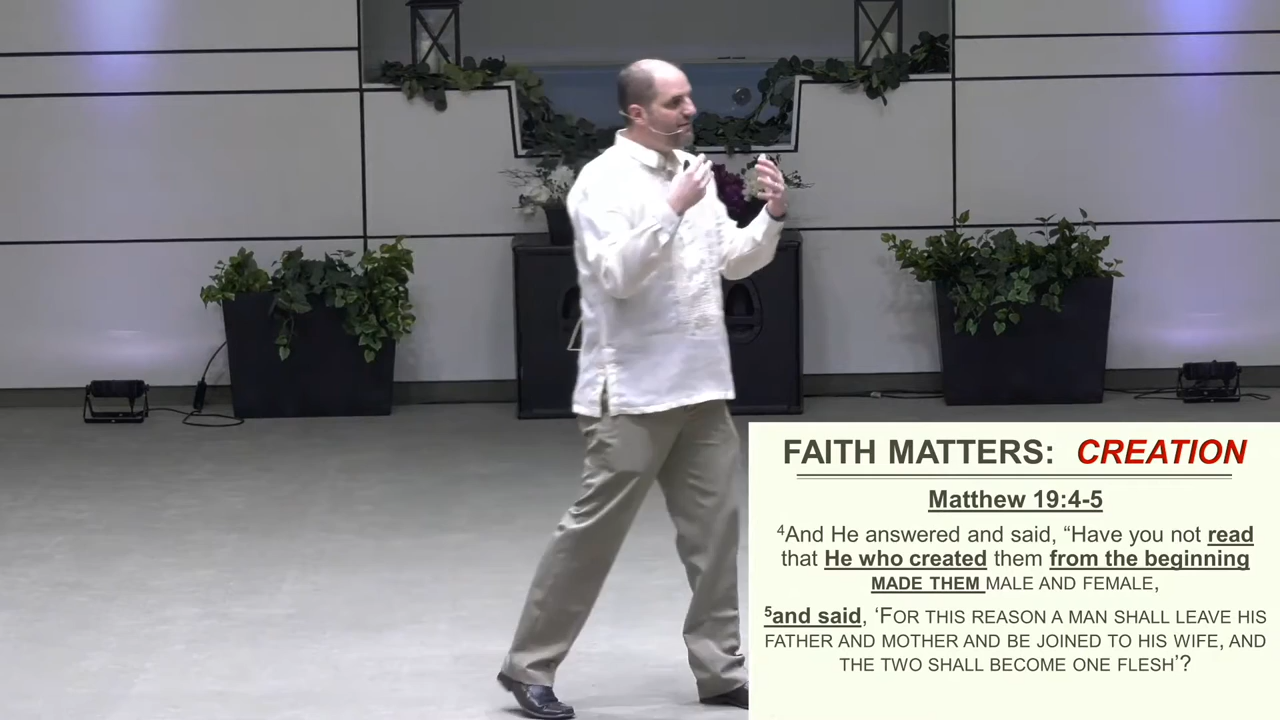 FAITH MATTERS: CREATION
Matthew 19:4-5
⁴And He answered and said, “Have you not read
that He who created them from the beginning
MADE THEM MALE AND FEMALE,
⁵and said, ‘FOR THIS REASON A MAN SHALL LEAVE HIS
FATHER AND MOTHER AND BE JOINED TO HIS WIFE, AND
THE TWO SHALL BECOME ONE FLESH’?